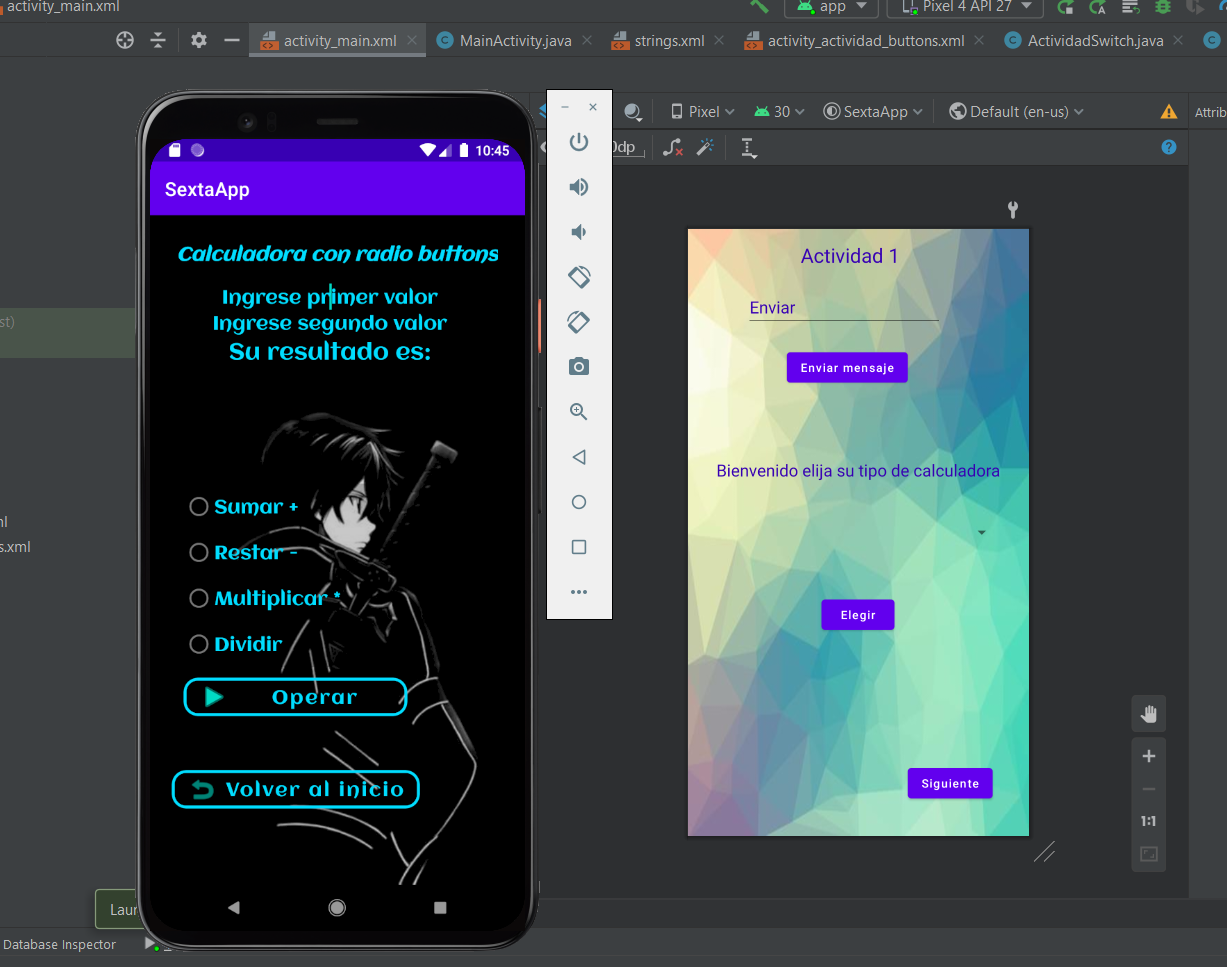 activity_main.xml
app
Pixel 4 API 27
activity_main.xml
MainActivity.java
strings.xml
activity_actividad_buttons.xml
ActividadSwitch.java
Pixel
30
SextaApp
Default (en-us)
Attrib
0dp
st)
s.xml
10:45
SextaApp
Calculadora con radio buttons
Ingrese primer valor
Ingrese segundo valor
Su resultado es:
Sumar +
Restar -
Multiplicar *
Dividir
Operar
Volver al inicio
Actividad 1
Enviar
Enviar mensaje
Bienvenido elija su tipo de calculadora
Elegir
Siguiente
1:1
Laun
Database Inspector